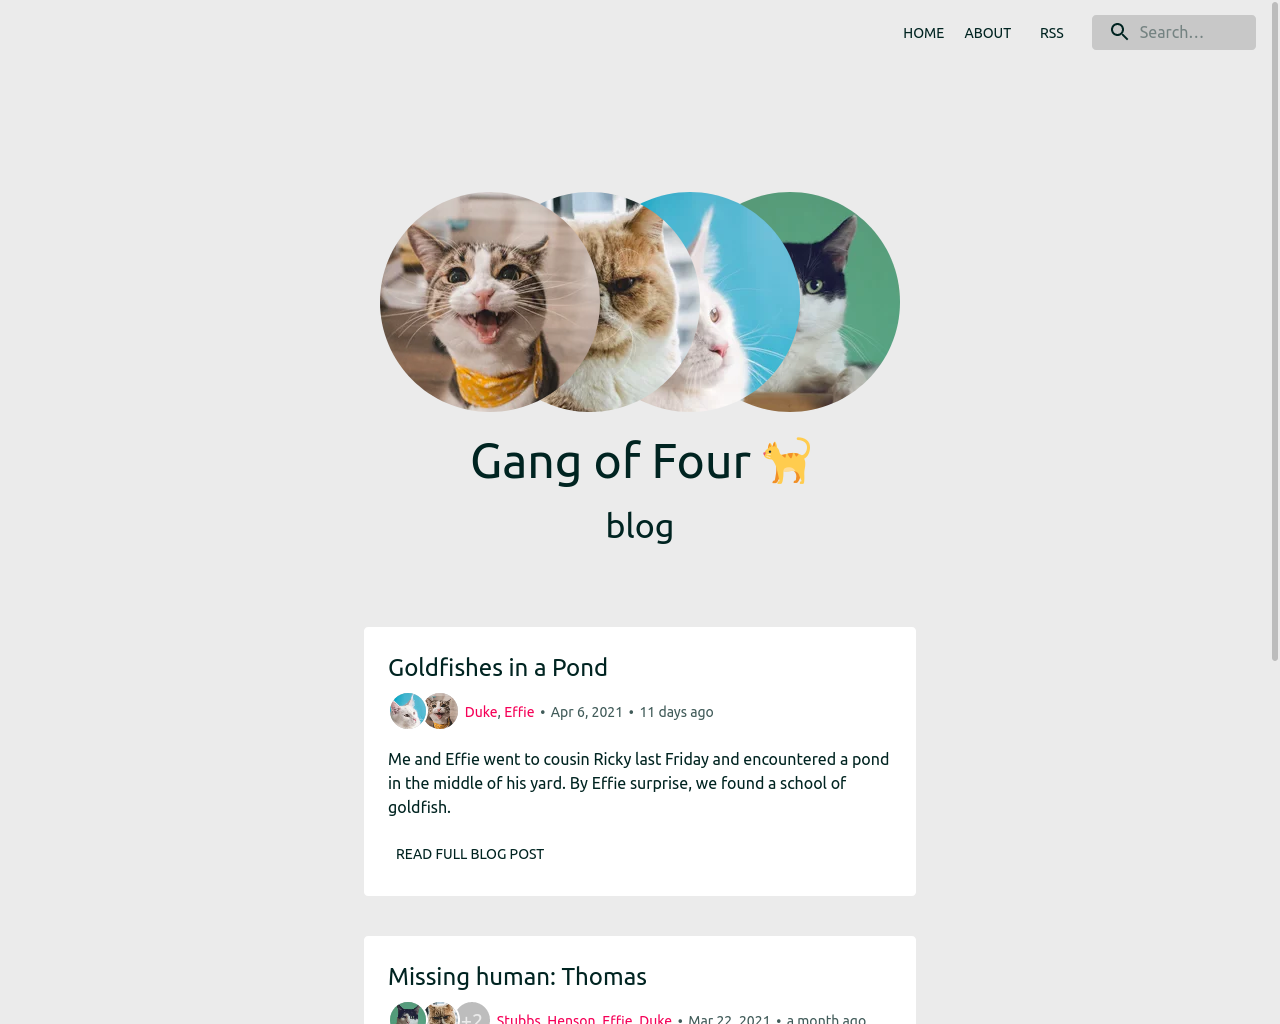 HOME ABOUT RSS Search…
Gang of Four 🐈
blog
Goldfishes in a Pond
Duke, Effie • Apr 6, 2021 • 11 days ago
Me and Effie went to cousin Ricky last Friday and encountered a pond
in the middle of his yard. By Effie surprise, we found a school of
goldfish.
READ FULL BLOG POST
Missing human: Thomas
+2 Stubbs, Henson, Effie, Duke • Mar 22, 2021 • a month ago